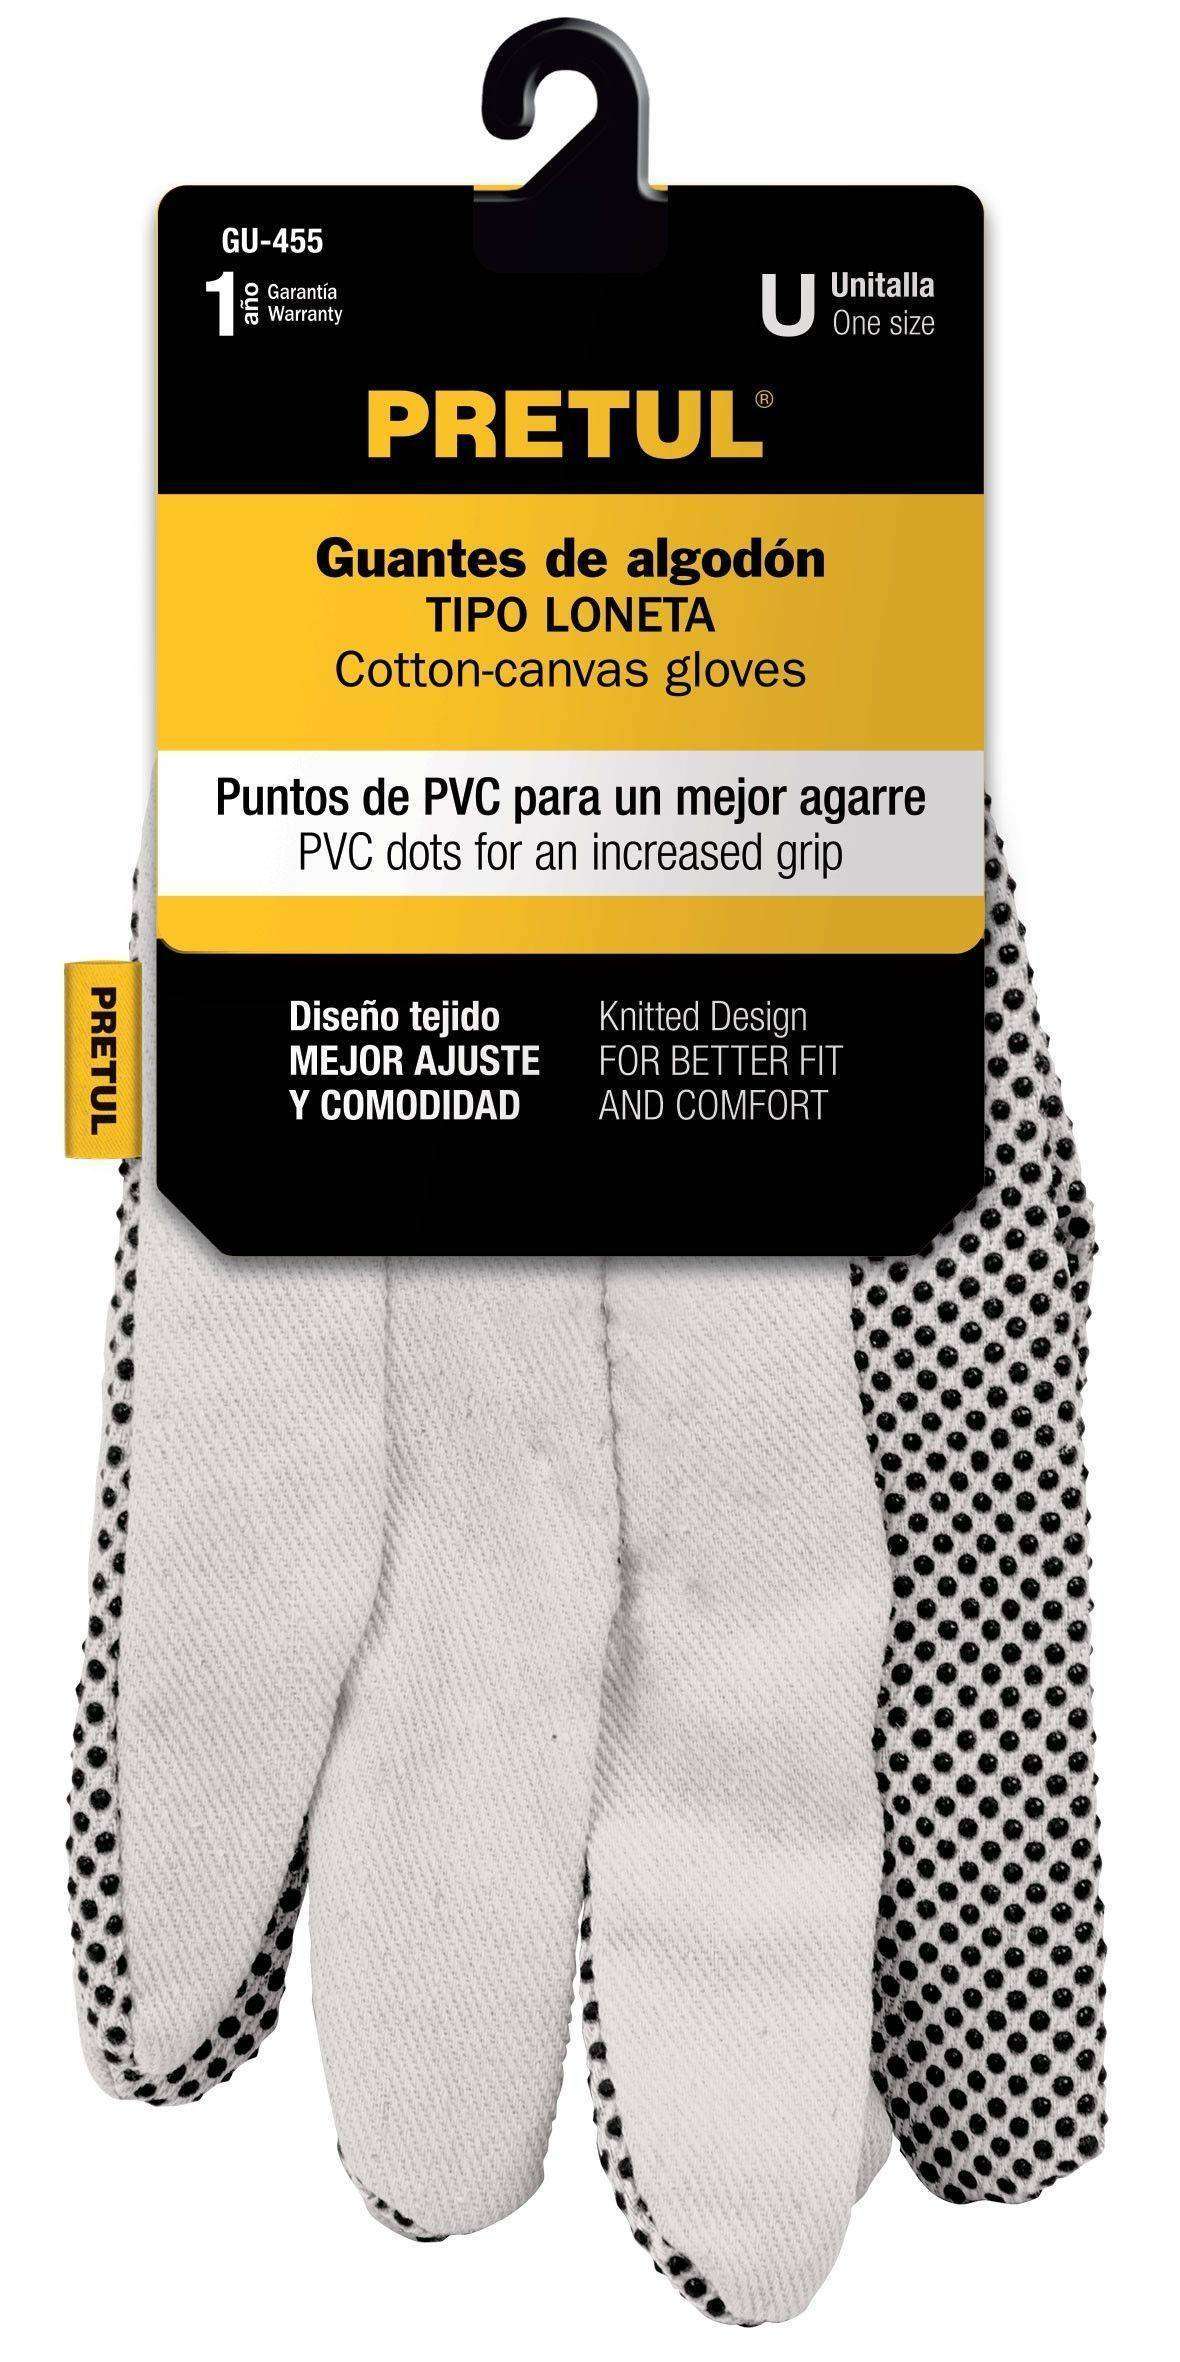 GU-455
1 año Garantía
Warranty
U Unitalla
One size
PRETUL®
Guantes de algodón
TIPO LONETA
Cotton-canvas gloves
Puntos de PVC para un mejor agarre
PVC dots for an increased grip
Diseño tejido
MEJOR AJUSTE
Y COMODIDAD
Knitted Design
FOR BETTER FIT
AND COMFORT
PRETUL